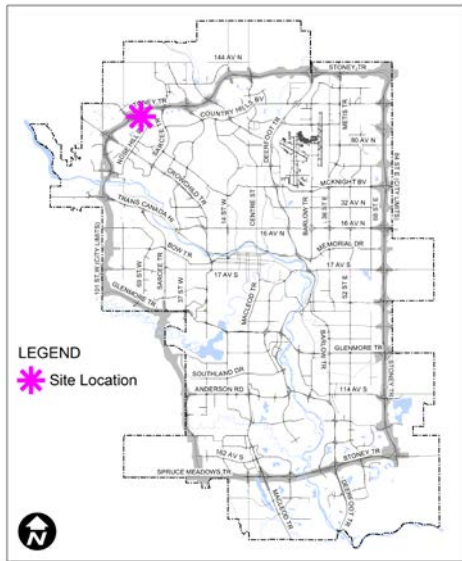 144 AV N
STONEY TR
STONEY TR
COUNTRY HILLS BV
SARCEE TR
NOSE HILL
CROWCHILD TR
DEERFOOT TR
METIS TR
80 AV N
84 ST E (CITY LIMITS)
MCKNIGHT BV
TRANS CANADA HI
14 ST W
CENTRE ST
BARLOW TR
36 ST E
32 AV N
16 AV N
16 AV N
68 ST E
MEMORIAL DR
BOW TR
17 AV S
17 AV S
101 ST W (CITY LIMITS)
69 ST W
SARCEE TR
37 ST W
MACLEOD TR
52 ST E
GLENMORE TR
BARLOW TR
GLENMORE TR
STONEY TR
LEGEND
Site Location
SOUTHLAND DR
ANDERSON RD
114 AV S
162 AV S
STONEY TR
SPRUCE MEADOWS TR
MACLEOD TR
DEERFOOT TR
N